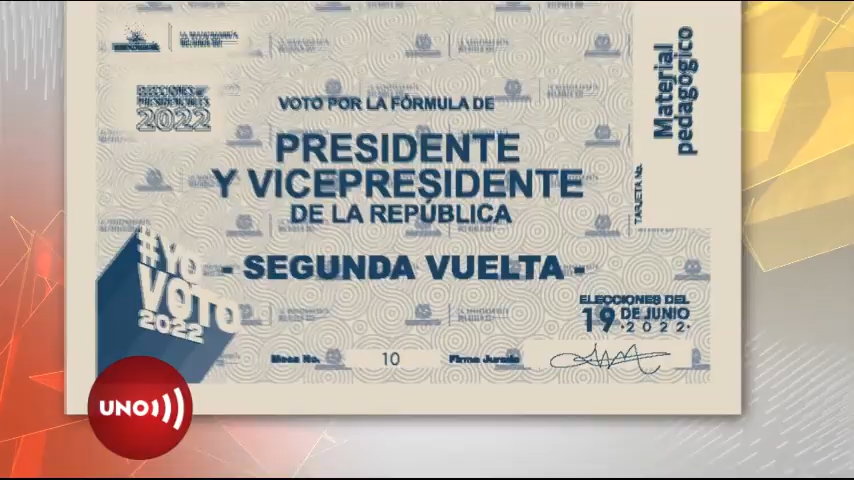 ELECCIONES
PRESIDENCIALES
2022
VOTO POR LA FÓRMULA DE
PRESIDENTE
Y VICEPRESIDENTE
DE LA REPÚBLICA
- SEGUNDA VUELTA -
Material
pedagógico
TARJETA No.
#YO
VOTO
2022
ELECCIONES DEL
19 DE JUNIO
·2022·
Mesa No. 10 Firma Jurado
UNO